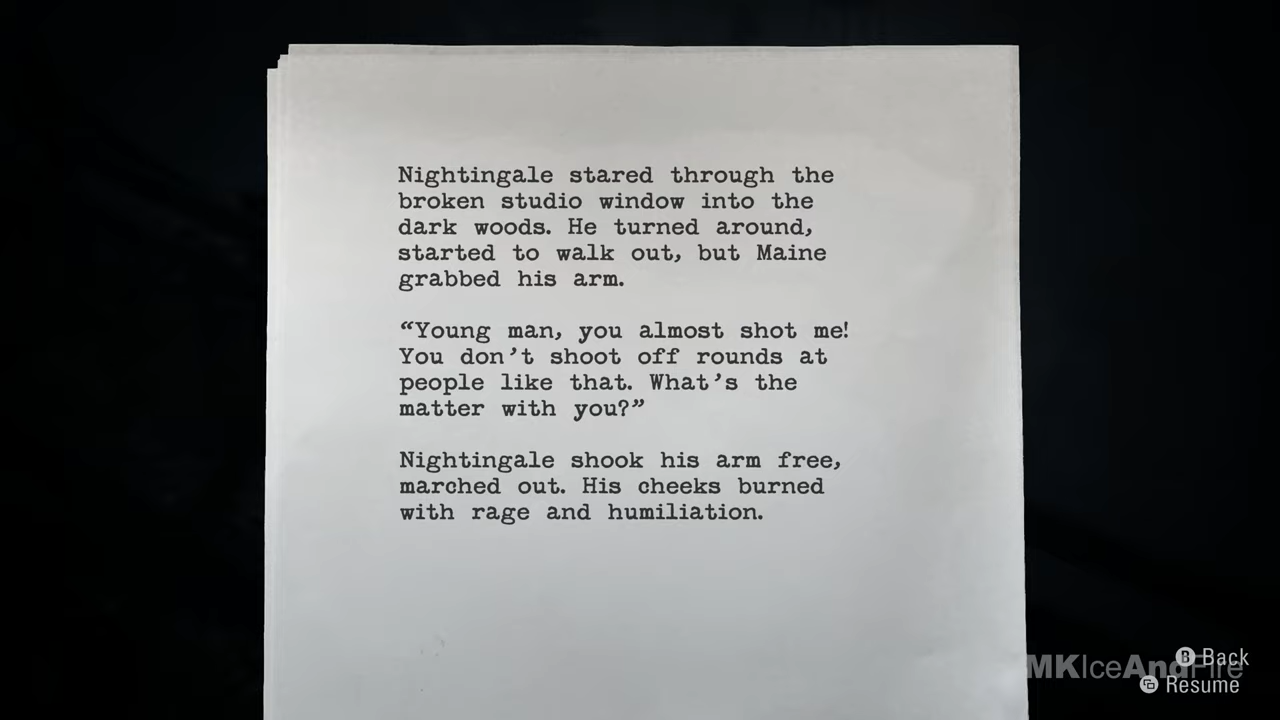 Nightingale stared through the
broken studio window into the
dark woods. He turned around,
started to walk out, but Maine
grabbed his arm.
“Young man, you almost shot me!
You don’t shoot off rounds at
people like that. What’s the
matter with you?”
Nightingale shook his arm free,
marched out. His cheeks burned
with rage and humiliation.
MKIceAndFire
B Back
Resume